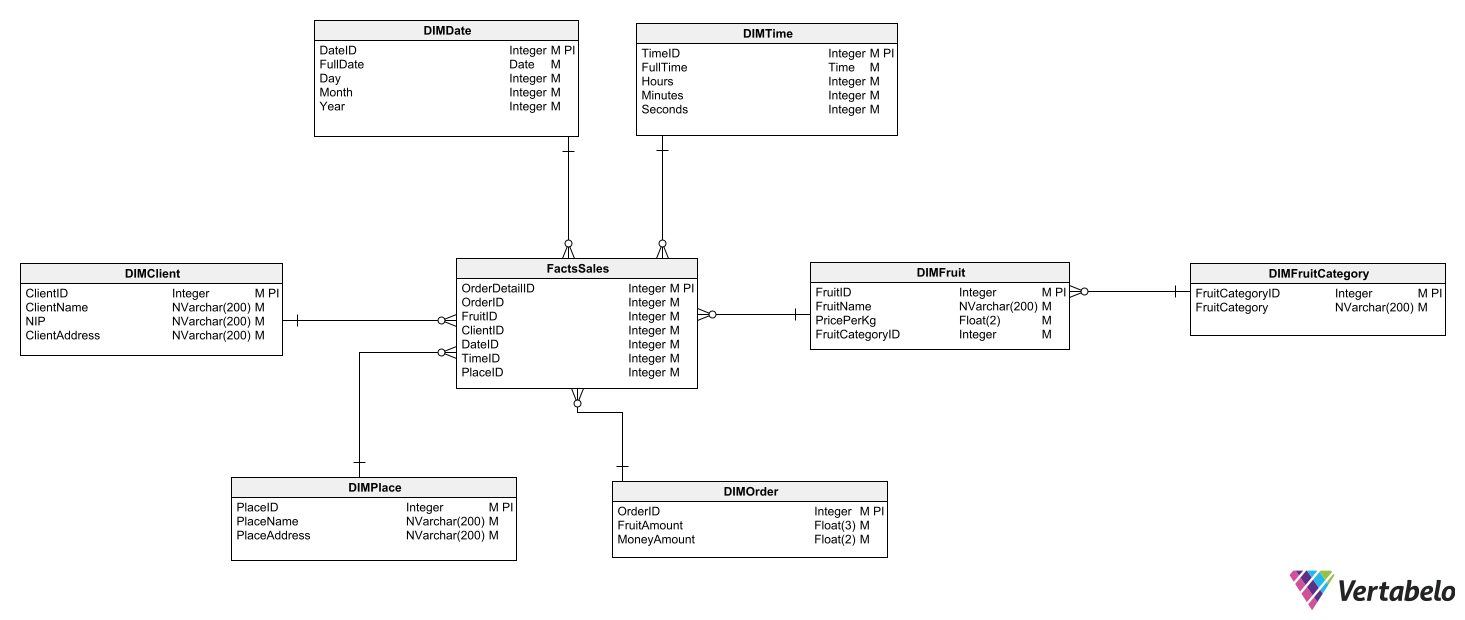 DIMDate
DateID Integer M PI
FullDate Date M
Day Integer M
Month Integer M
Year Integer M
DIMTime
TimeID Integer M PI
FullTime Time M
Hours Integer M
Minutes Integer M
Seconds Integer M
DIMClient
ClientID Integer M PI
ClientName NVarchar(200) M
NIP NVarchar(200) M
ClientAddress NVarchar(200) M
FactsSales
OrderDetailID Integer M PI
OrderID Integer M
FruitID Integer M
ClientID Integer M
DateID Integer M
TimeID Integer M
PlaceID Integer M
DIMFruit
FruitID Integer M PI
FruitName NVarchar(200) M
PricePerKg Float(2) M
FruitCategoryID Integer M
DIMFruitCategory
FruitCategoryID Integer M PI
FruitCategory NVarchar(200) M
DIMPlace
PlaceID Integer M PI
PlaceName NVarchar(200) M
PlaceAddress NVarchar(200) M
DIMOrder
OrderID Integer M PI
FruitAmount Float(3) M
MoneyAmount Float(2) M
Vertabelo